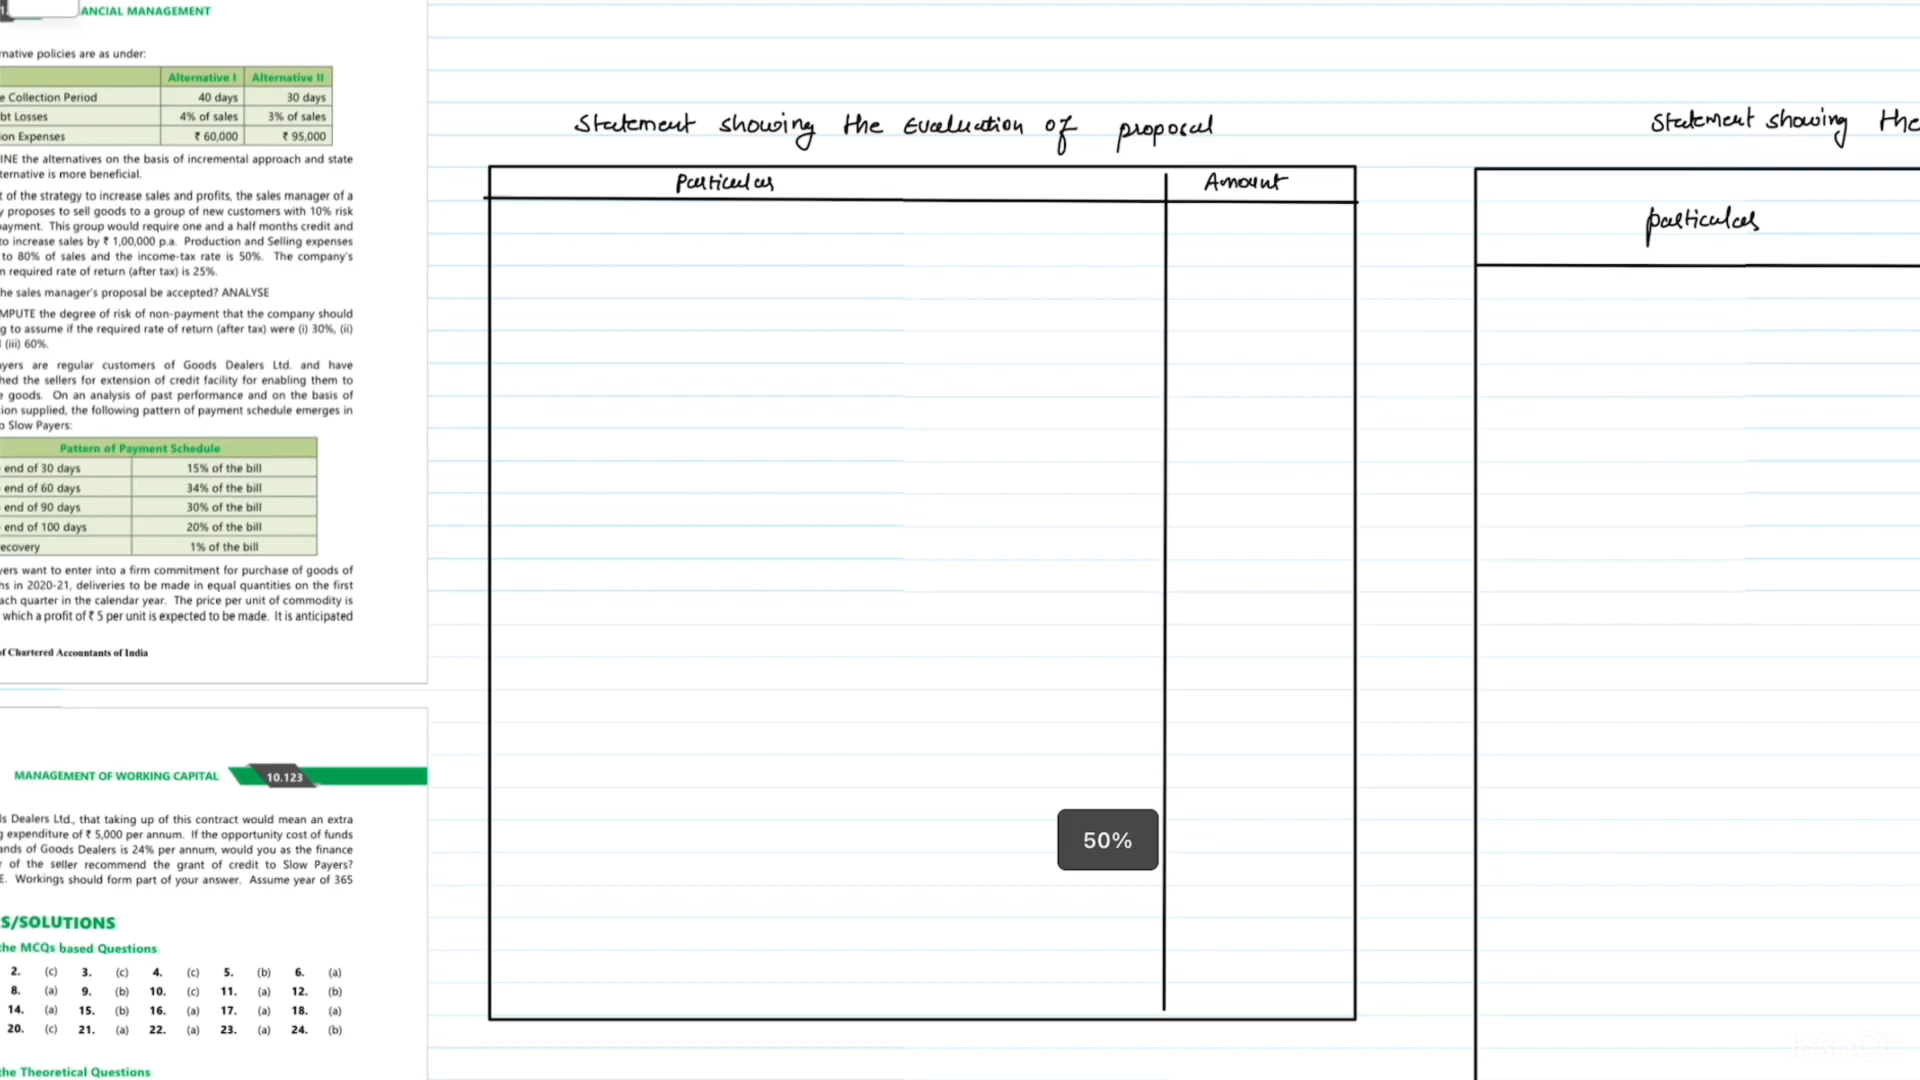 ANCIAL MANAGEMENT
native policies are as under:
Alternative I Alternative II
e Collection Period 40 days 30 days
bt Losses 4% of sales 3% of sales
ion Expenses ₹ 60,000 ₹ 95,000
INE the alternatives on the basis of incremental approach and state
ternative is more beneficial.
t of the strategy to increase sales and profits, the sales manager of a
y proposes to sell goods to a group of new customers with 10% risk
ayment. This group would require one and a half months credit and
to increase sales by ₹ 1,00,000 p.a. Production and Selling expenses
to 80% of sales and the income-tax rate is 50%. The company's
n required rate of return (after tax) is 25%.
he sales manager's proposal be accepted? ANALYSE
MPUTE the degree of risk of non-payment that the company should
g to assume if the required rate of return (after tax) were (i) 30%, (ii)
(iii) 60%.
ayers are regular customers of Goods Dealers Ltd. and have
hed the sellers for extension of credit facility for enabling them to
e goods. On an analysis of past performance and on the basis of
ion supplied, the following pattern of payment schedule emerges in
o Slow Payers:
Pattern of Payment Schedule
end of 30 days 15% of the bill
end of 60 days 34% of the bill
end of 90 days 30% of the bill
end of 100 days 20% of the bill
ecovery 1% of the bill
yers want to enter into a firm commitment for purchase of goods of
hs in 2020-21, deliveries to be made in equal quantities on the first
ach quarter in the calendar year. The price per unit of commodity is
which a profit of ₹ 5 per unit is expected to be made. It is anticipated
of Chartered Accountants of India
MANAGEMENT OF WORKING CAPITAL 10.123
ls Dealers Ltd., that taking up of this contract would mean an extra
g expenditure of ₹ 5,000 per annum. If the opportunity cost of funds
ands of Goods Dealers is 24% per annum, would you as the finance
r of the seller recommend the grant of credit to Slow Payers?
E. Workings should form part of your answer. Assume year of 365
S/SOLUTIONS
the MCQs based Questions
2. (c) 3. (c) 4. (c) 5. (b) 6. (a)
8. (a) 9. (b) 10. (c) 11. (a) 12. (b)
14. (a) 15. (b) 16. (a) 17. (a) 18. (a)
20. (c) 21. (a) 22. (a) 23. (a) 24. (b)
the Theoretical Questions
Statement showing the Evaluation of proposal
Particulas Amount
50%
Statement showing the
particulas